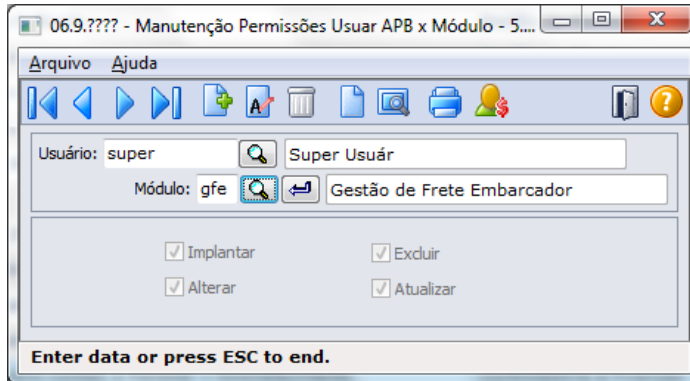 06.9.???? - Manutenção Permissões Usuar APB x Módulo - 5....
Arquivo Ajuda
Usuário: super Super Usuár
Módulo: gfe Gestão de Frete Embarcador
Implantar Excluir
Alterar Atualizar
Enter data or press ESC to end.